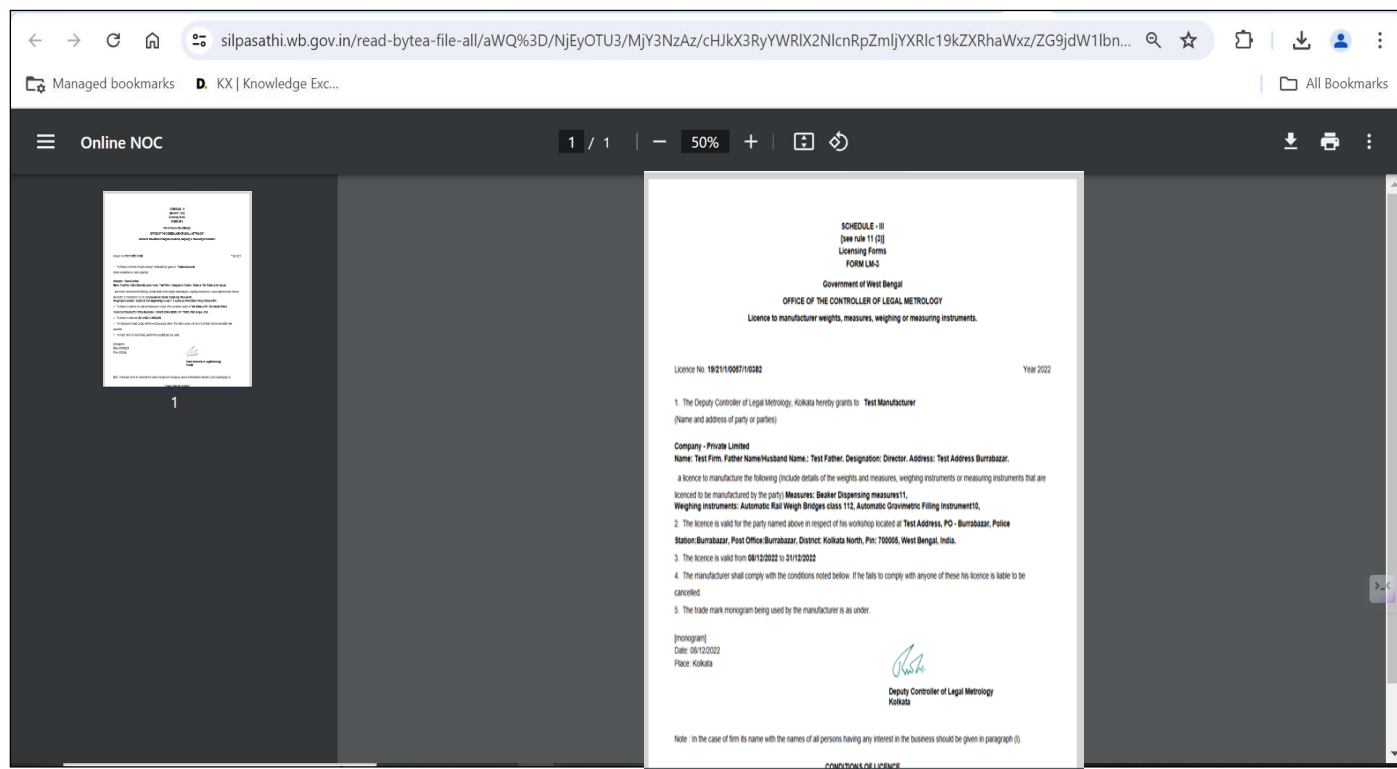 silpasathi.wb.gov.in/read-bytea-file-all/aWQ%3D/NjEyOTU3/MjY3NzAz/cHJkX3RyYWRlX2NlcnRpZmljYXRlc19kZXRhaWxz/ZG9jdW1lbn...
Managed bookmarks D. KX | Knowledge Exc... All Bookmarks
Online NOC 1 / 1 50%
1
SCHEDULE - III
[see rule 11 (3)]
Licensing Forms
FORM LM-3
Government of West Bengal
OFFICE OF THE CONTROLLER OF LEGAL METROLOGY
Licence to manufacturer weights, measures, weighing or measuring instruments.
Licence No. 19/21/1/0057/1/0382 Year 2022
1. The Deputy Controller of Legal Metrology, Kolkata hereby grants to Test Manufacturer
(Name and address of party or parties)
Company - Private Limited
Name: Test Firm. Father Name/Husband Name.: Test Father. Designation: Director. Address: Test Address Burrabazar.
a licence to manufacture the following (Include details of the weights and measures, weighing instruments or measuring instruments that are
licenced to be manufactured by the party) Measures: Beaker Dispensing measures11,
Weighing instruments: Automatic Rail Weigh Bridges class 112, Automatic Gravimetric Filling Instrument10,
2. The licence is valid for the party named above in respect of his workshop located at Test Address, PO - Burrabazar, Police
Station:Burrabazar, Post Office:Burrabazar, District: Kolkata North, Pin: 700005, West Bengal, India.
3. The licence is valid from 08/12/2022 to 31/12/2022
4. The manufacturer shall comply with the conditions noted bellow. If he fails to comply with anyone of these his licence is liable to be
cancelled.
5. The trade mark monogram being used by the manufacturer is as under.
[monogram]
Date: 08/12/2022
Place: Kolkata
Deputy Controller of Legal Metrology
Kolkata
Note : In the case of firm its name with the names of all persons having any interest in the business should be given in paragraph (I).
CONDITIONS OF LICENCE